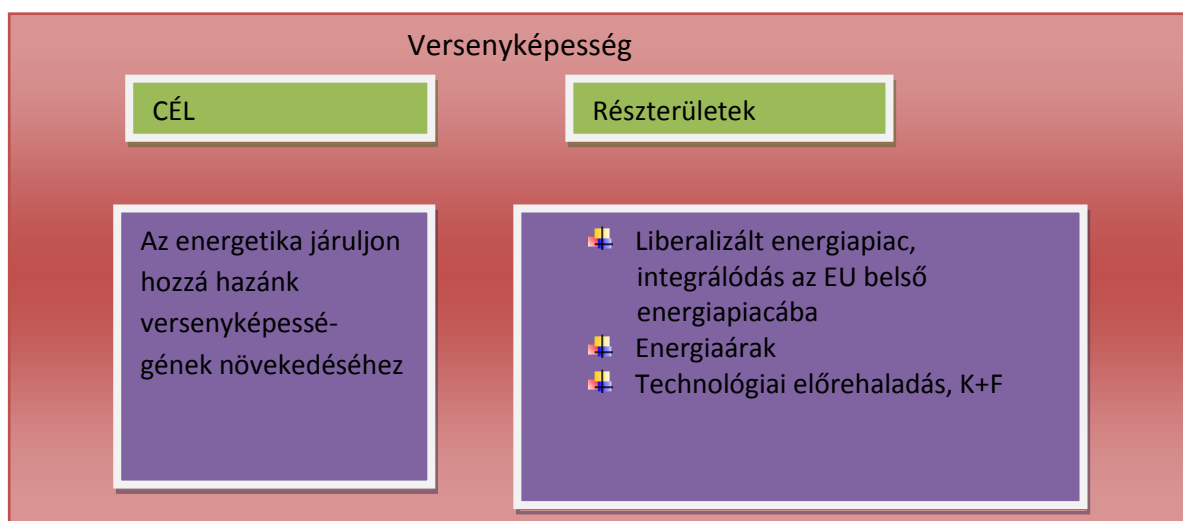 Versenyképesség
CÉL
Részterületek
Az energetika járuljon
hozzá hazánk
versenyképessé-
gének növekedéséhez
Liberalizált energiapiac,
integrálódás az EU belső
energiapiacába
Energiaárak
Technológiai előrehaladás, K+F